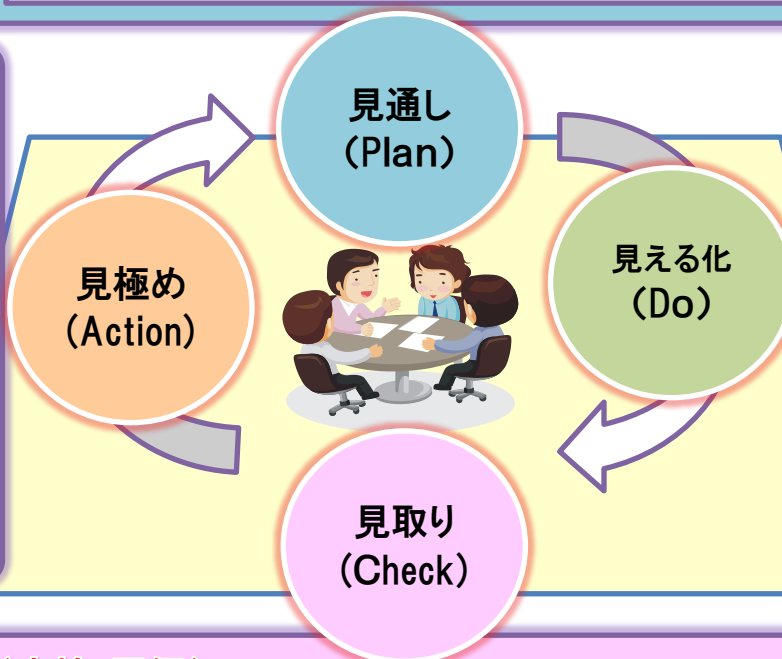 見通し
（Plan）
見える化
（Do）
見極め
(Action)
見取り
（Check）